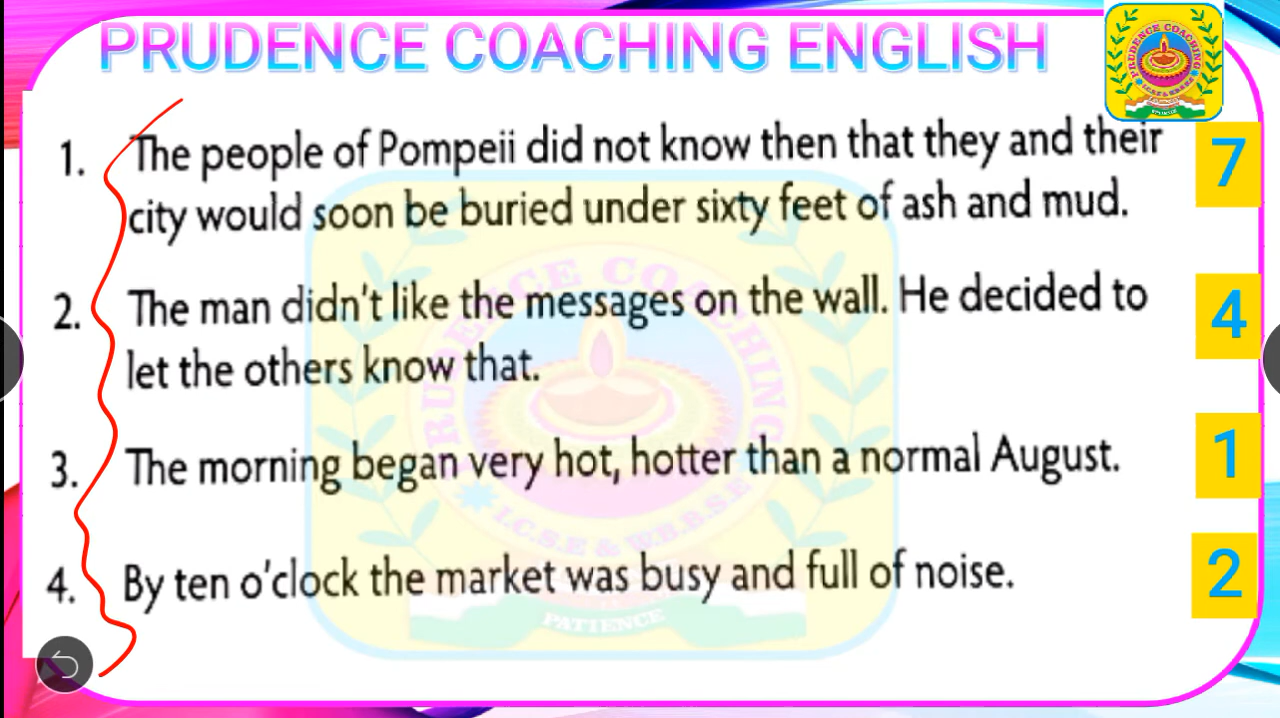 PRUDENCE COACHING ENGLISH
1. The people of Pompeii did not know then that they and their 7
city would soon be buried under sixty feet of ash and mud.
2. The man didn't like the messages on the wall. He decided to 4
let the others know that.
3. The morning began very hot, hotter than a normal August. 1
4. By ten o'clock the market was busy and full of noise. 2
PRUDENCE COACHING
I.C.S.E & W.B.B.S.E
PATIENCE